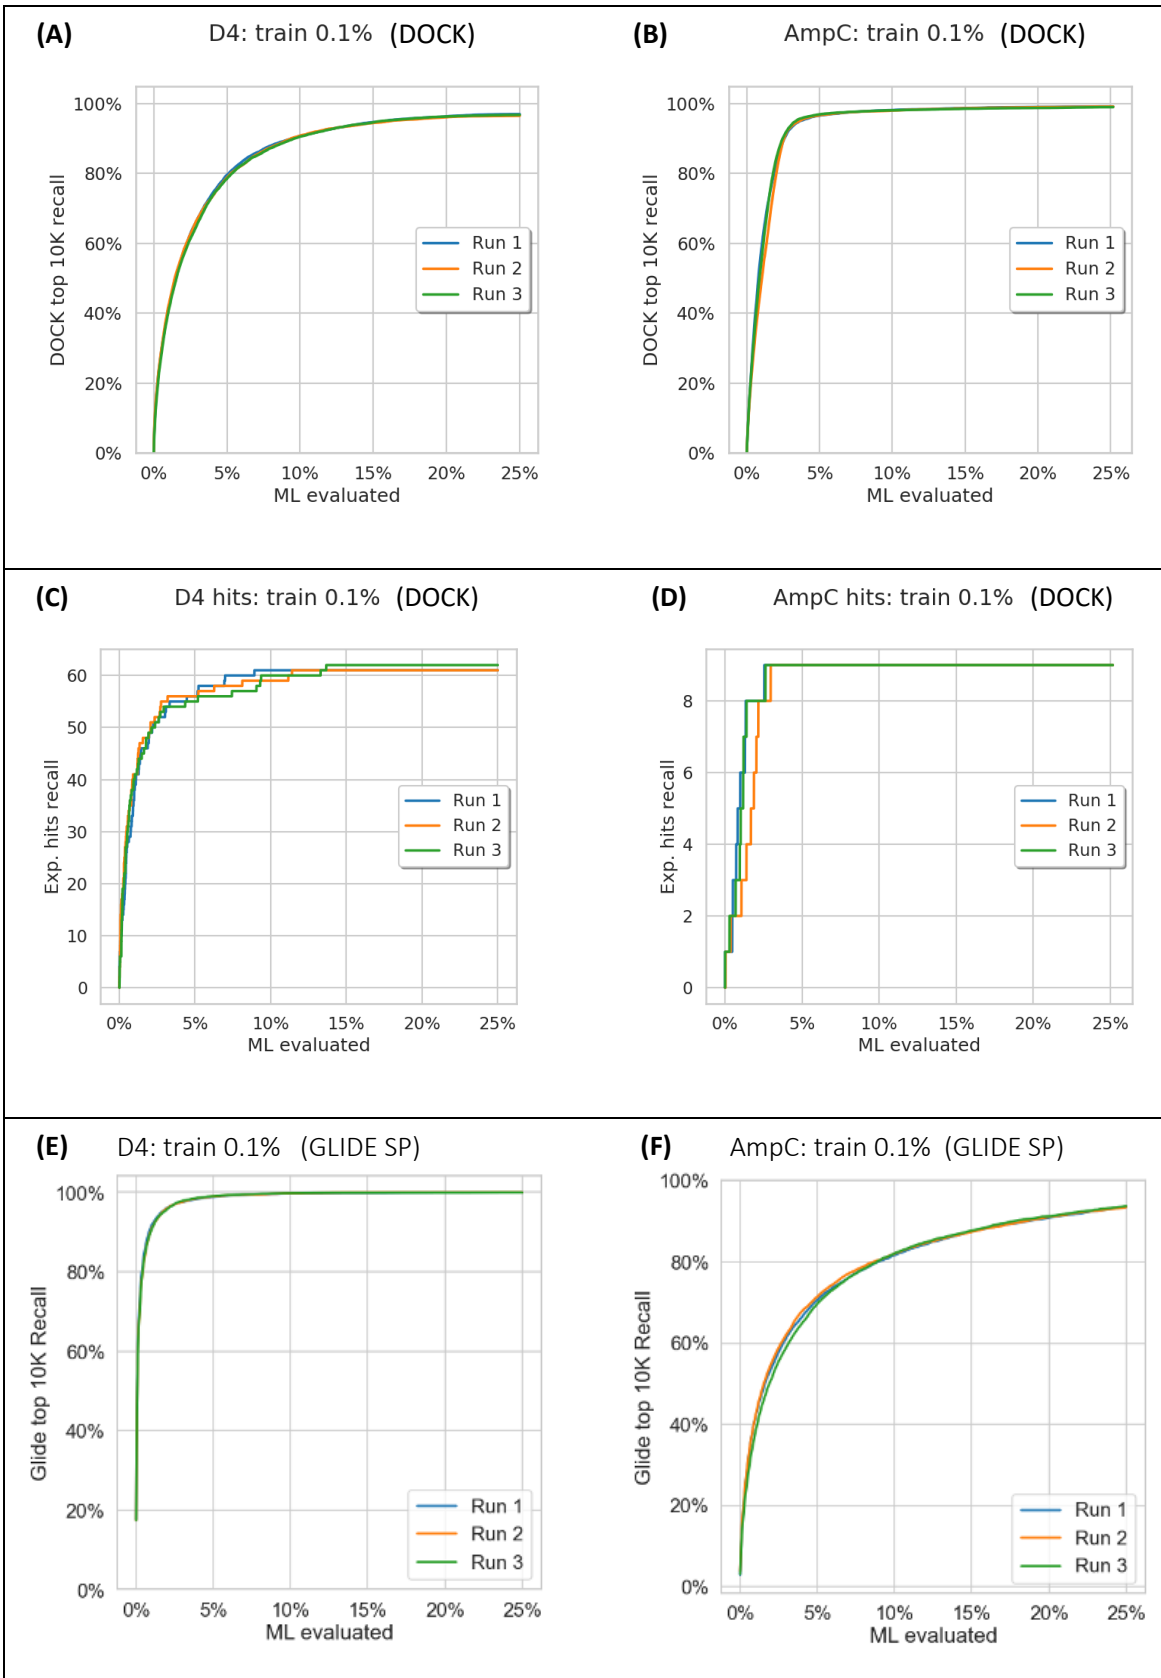 (A) D4: train 0.1% (DOCK)
100%
80%
60%
40%
20%
0%
DOCK top 10K recall
Run 1
Run 2
Run 3
0% 5% 10% 15% 20% 25%
ML evaluated
(B) AmpC: train 0.1% (DOCK)
100%
80%
60%
40%
20%
0%
DOCK top 10K recall
Run 1
Run 2
Run 3
0% 5% 10% 15% 20% 25%
ML evaluated
(C) D4 hits: train 0.1% (DOCK)
60
50
40
30
20
10
0
Exp. hits recall
Run 1
Run 2
Run 3
0% 5% 10% 15% 20% 25%
ML evaluated
(D) AmpC hits: train 0.1% (DOCK)
8
6
4
2
0
Exp. hits recall
Run 1
Run 2
Run 3
0% 5% 10% 15% 20% 25%
ML evaluated
(E) D4: train 0.1% (GLIDE SP)
100%
80%
60%
40%
20%
0%
Glide top 10K Recall
Run 1
Run 2
Run 3
0% 5% 10% 15% 20% 25%
ML evaluated
(F) AmpC: train 0.1% (GLIDE SP)
100%
80%
60%
40%
20%
0%
Glide top 10K Recall
Run 1
Run 2
Run 3
0% 5% 10% 15% 20% 25%
ML evaluated